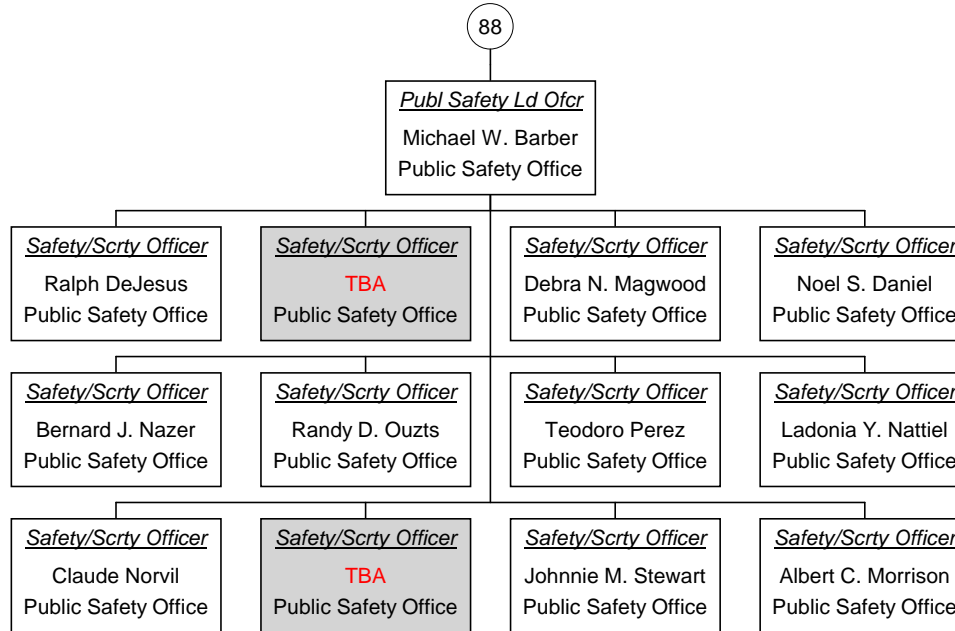 88
Publ Safety Ld Ofcr
Michael W. Barber
Public Safety Office
Safety/Scrty Officer
Ralph DeJesus
Public Safety Office
Safety/Scrty Officer
TBA
Public Safety Office
Safety/Scrty Officer
Debra N. Magwood
Public Safety Office
Safety/Scrty Officer
Noel S. Daniel
Public Safety Office
Safety/Scrty Officer
Bernard J. Nazer
Public Safety Office
Safety/Scrty Officer
Randy D. Ouzts
Public Safety Office
Safety/Scrty Officer
Teodoro Perez
Public Safety Office
Safety/Scrty Officer
Ladonia Y. Nattiel
Public Safety Office
Safety/Scrty Officer
Claude Norvil
Public Safety Office
Safety/Scrty Officer
TBA
Public Safety Office
Safety/Scrty Officer
Johnnie M. Stewart
Public Safety Office
Safety/Scrty Officer
Albert C. Morrison
Public Safety Office